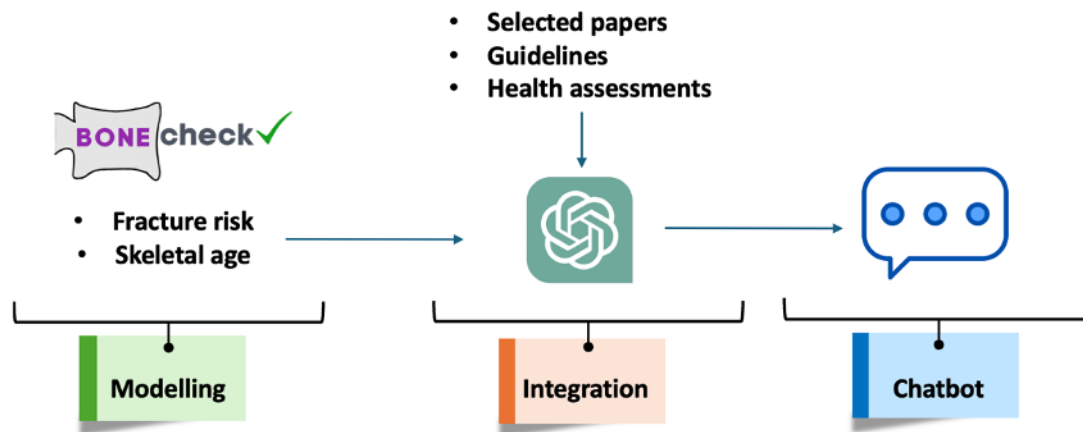 • Selected papers
• Guidelines
• Health assessments
BONE check
• Fracture risk
• Skeletal age
Modelling
Integration
Chatbot